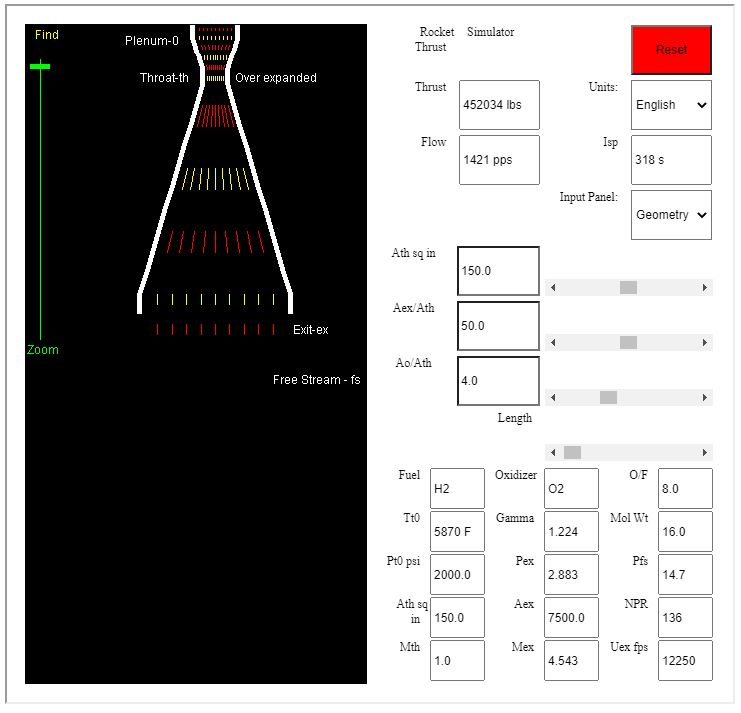 Find
Plenum-0
Throat-th
Over expanded
Exit-ex
Zoom
Free Stream - fs
Rocket Simulator
Thrust
Reset
Thrust 452034 lbs Units: English
Flow 1421 pps Isp 318 s
Input Panel: Geometry
Ath sq in 150.0
Aex/Ath 50.0
Ao/Ath 4.0
Length
Fuel H2 Oxidizer O2 O/F 8.0
Tt0 5870 F Gamma 1.224 Mol Wt 16.0
Pt0 psi 2000.0 Pex 2.883 Pfs 14.7
Ath sq in 150.0 Aex 7500.0 NPR 136
Mth 1.0 Mex 4.543 Uex fps 12250